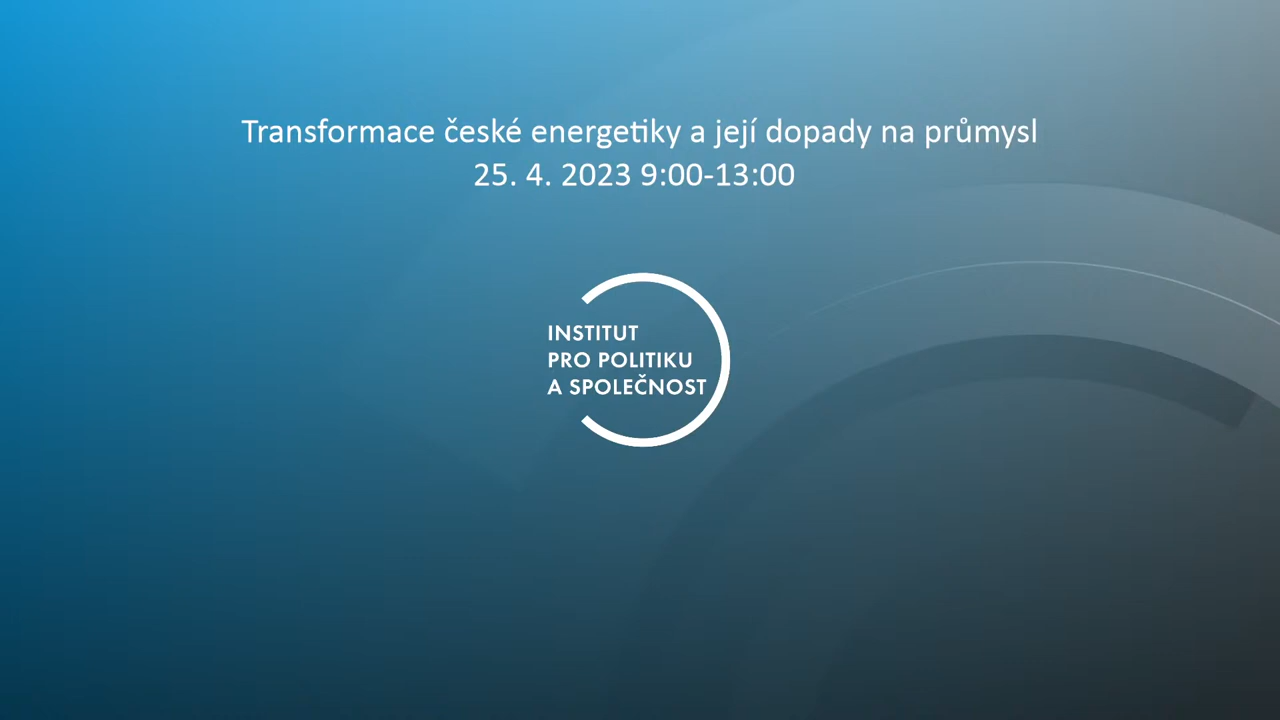 Transformace české energetiky a její dopady na průmysl
25. 4. 2023 9:00-13:00
INSTITUT
PRO POLITIKU
A SPOLEČNOST